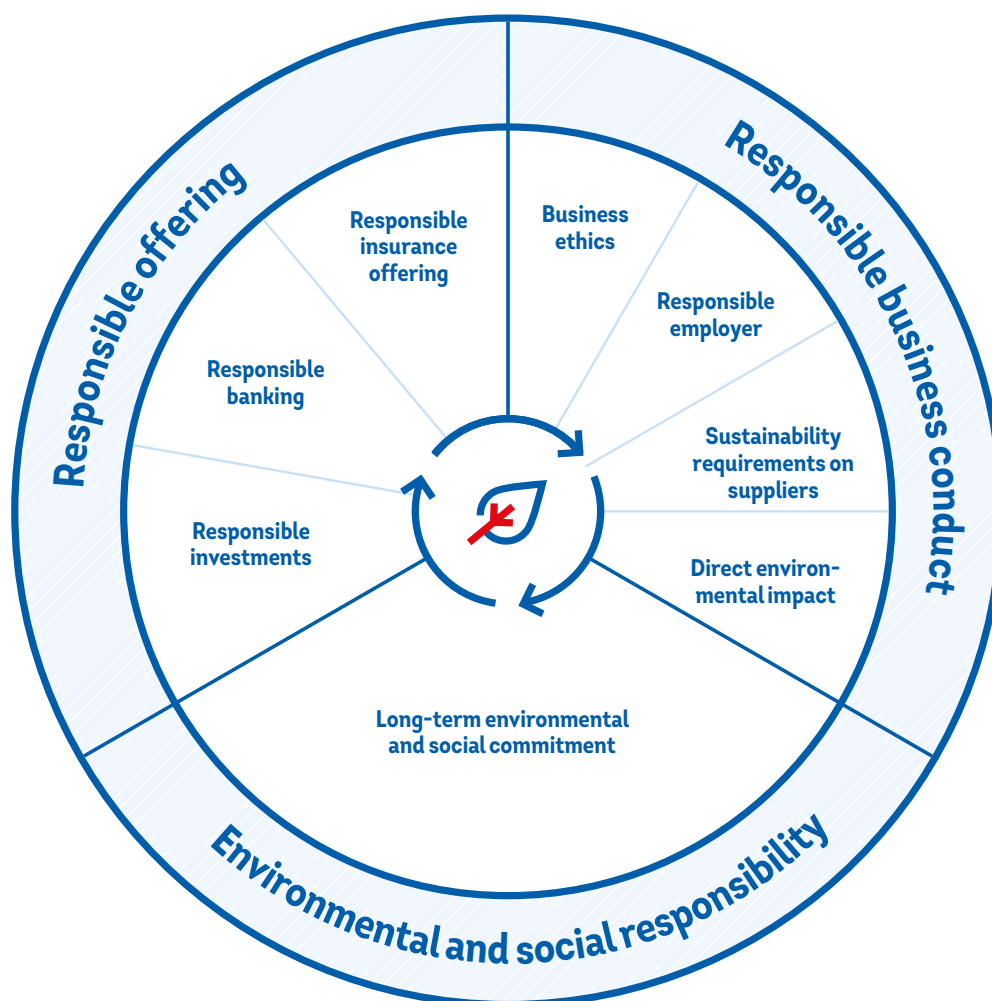 Responsible offering
Responsible business conduct
Environmental and social responsibility
Responsible
insurance
offering
Business
ethics
Responsible
employer
Responsible
banking
Sustainability
requirements on
suppliers
Responsible
investments
Direct environ-
mental impact
Long-term environmental
and social commitment